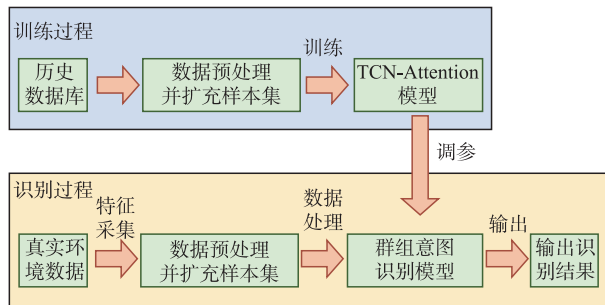 训练过程
历史
数据库
数据预处理
并扩充样本集
训练
TCN-Attention
模型
调参
识别过程
真实环
境数据
特征
采集
数据预处理
并扩充样本集
数据
处理
群组意图
识别模型
输出
输出识
别结果